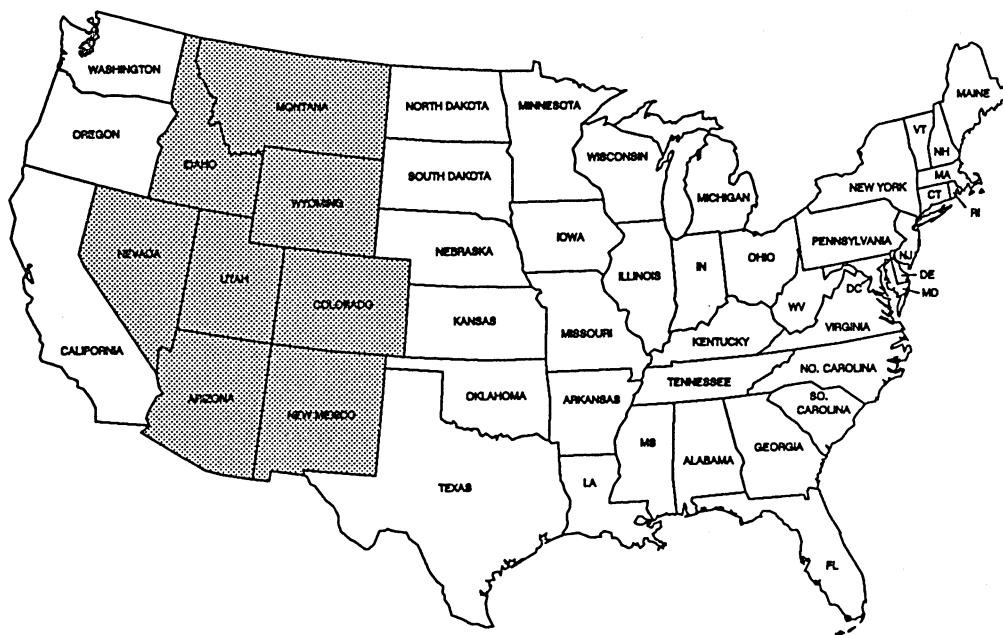 WASHINGTON
MONTANA
NORTH DAKOTA
MINNESOTA
MAINE
OREGON
IDAHO
VT
NH
WISCONSIN
SOUTH DAKOTA
MICHIGAN
NEW YORK
MA
CT
RI
WYOMING
NEBRASKA
IOWA
PENNSYLVANIA
NEVADA
UTAH
ILLINOIS
IN
OHIO
NJ
DE
MD
DC
COLORADO
WV
KANSAS
MISSOURI
VIRGINIA
KENTUCKY
CALIFORNIA
NO. CAROLINA
TENNESSEE
ARIZONA
NEW MEXICO
OKLAHOMA
ARKANSAS
SO.
CAROLINA
MS
ALABAMA
GEORGIA
TEXAS
LA
FL